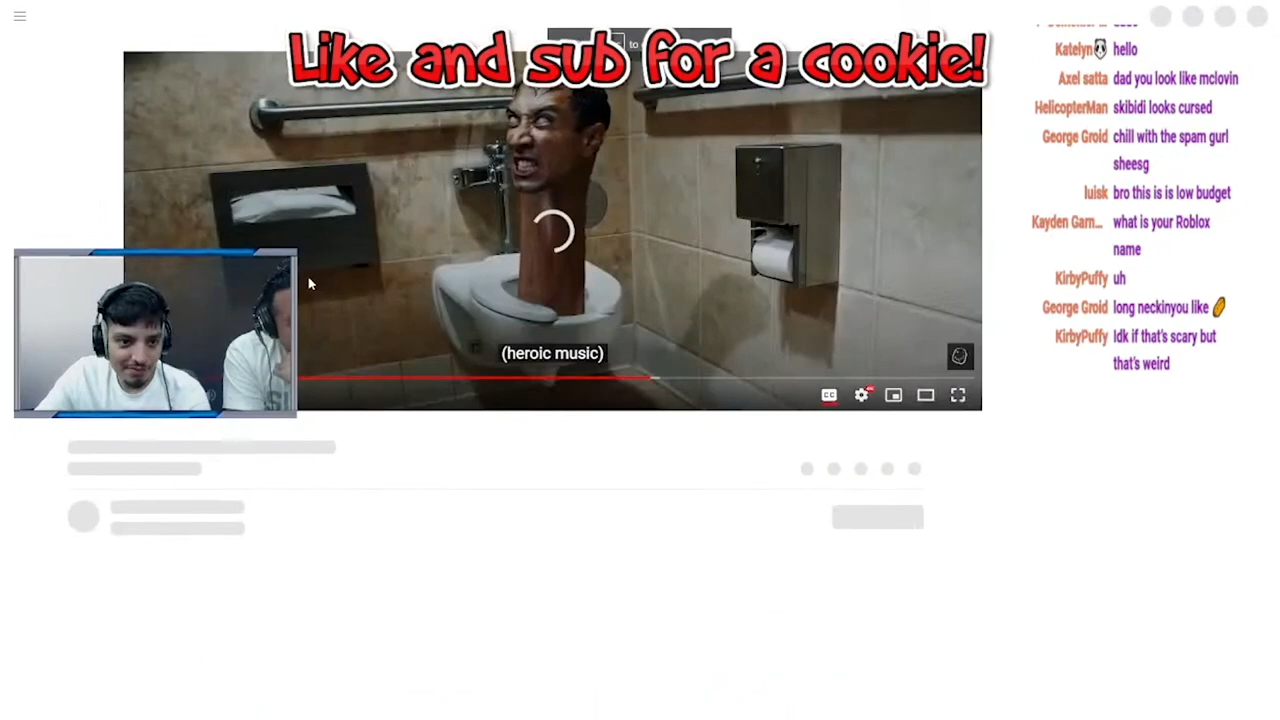 Like and sub for a cookie!
Katelyn hello
Axel satta dad you look like mclovin
HelicopterMan skibidi looks cursed
George Groid chill with the spam gurl
sheesg
luisk bro this is is low budget
Kayden Gam... what is your Roblox
name
KirbyPuffy uh
George Groid long neckinyou like
KirbyPuffy Idk if that's scary but
that's weird
(heroic music)
CC